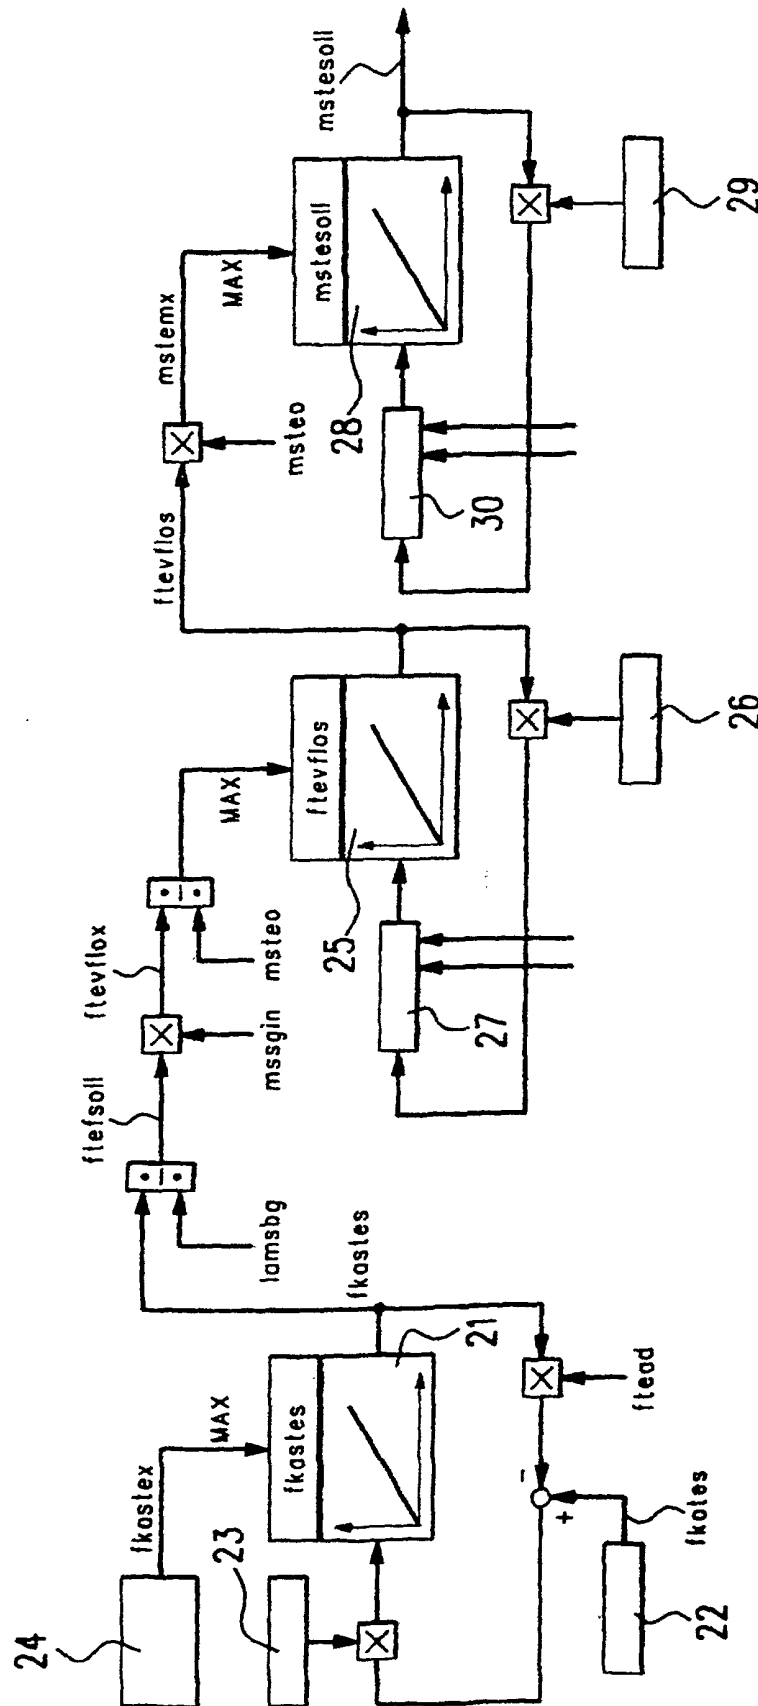 24
fkastex
23
MAX
fkastes
21
fkastes
ftead
−
+
fkates
22
lamsbg
ftefsoll
mssgin
ftevflox
msteo
MAX
ftevflos
25
27
26
ftevflos
msteo
mstemx
MAX
mstesoll
28
30
29
mstesoll